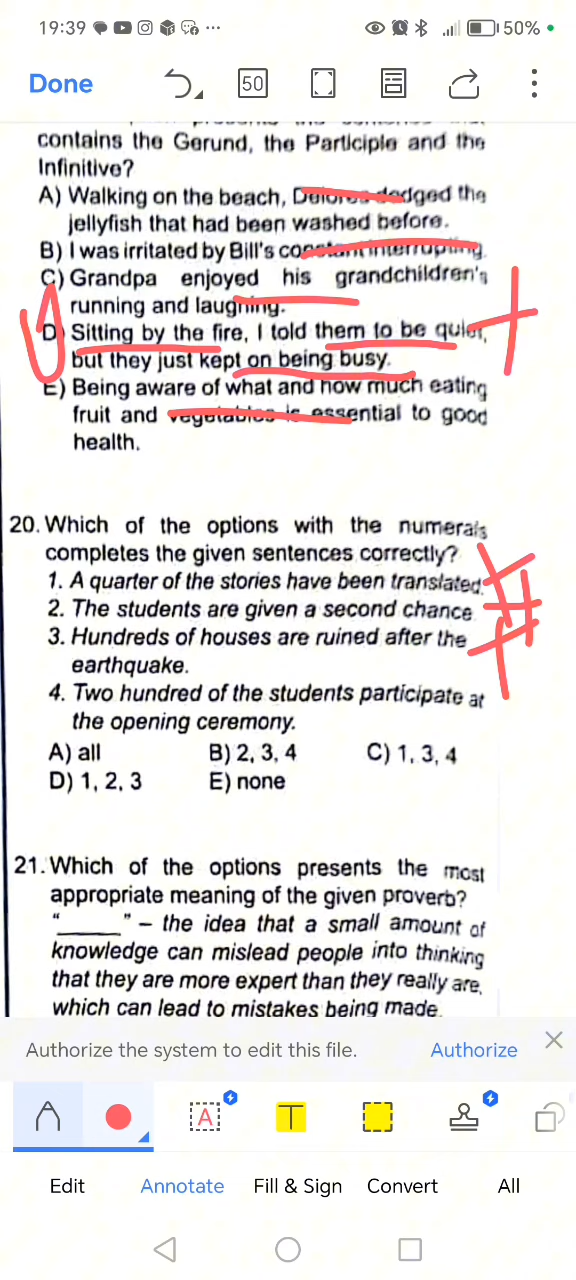 19:39
50%
Done
50
contains the Gerund, the Participle and the
Infinitive?
A) Walking on the beach, Delores dodged the
jellyfish that had been washed before.
B) I was irritated by Bill's constant interrupting.
C) Grandpa enjoyed his grandchildren's
running and laughing.
D) Sitting by the fire, I told them to be quiet,
but they just kept on being busy.
E) Being aware of what and how much eating
fruit and vegetables is essential to good
health.
20. Which of the options with the numerals
completes the given sentences correctly?
1. A quarter of the stories have been translated.
2. The students are given a second chance
3. Hundreds of houses are ruined after the
earthquake.
4. Two hundred of the students participate at
the opening ceremony.
A) all B) 2, 3, 4 C) 1, 3, 4
D) 1, 2, 3 E) none
21. Which of the options presents the most
appropriate meaning of the given proverb?
"_____" – the idea that a small amount of
knowledge can mislead people into thinking
that they are more expert than they really are,
which can lead to mistakes being made.
Authorize the system to edit this file. Authorize
A T
Edit Annotate Fill & Sign Convert All